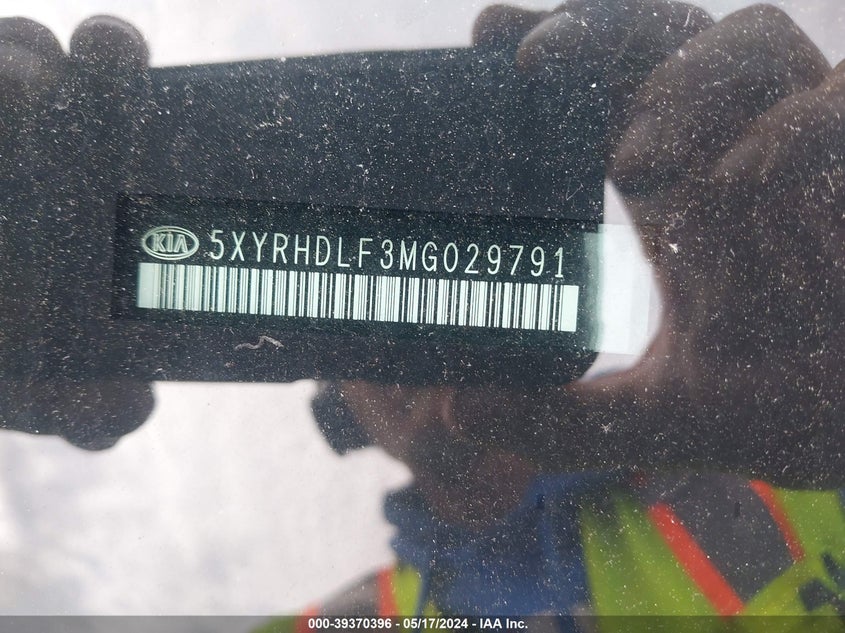 KIA 5XYRHDLF3MG029791
000-39370396 - 05/17/2024 - IAA Inc.